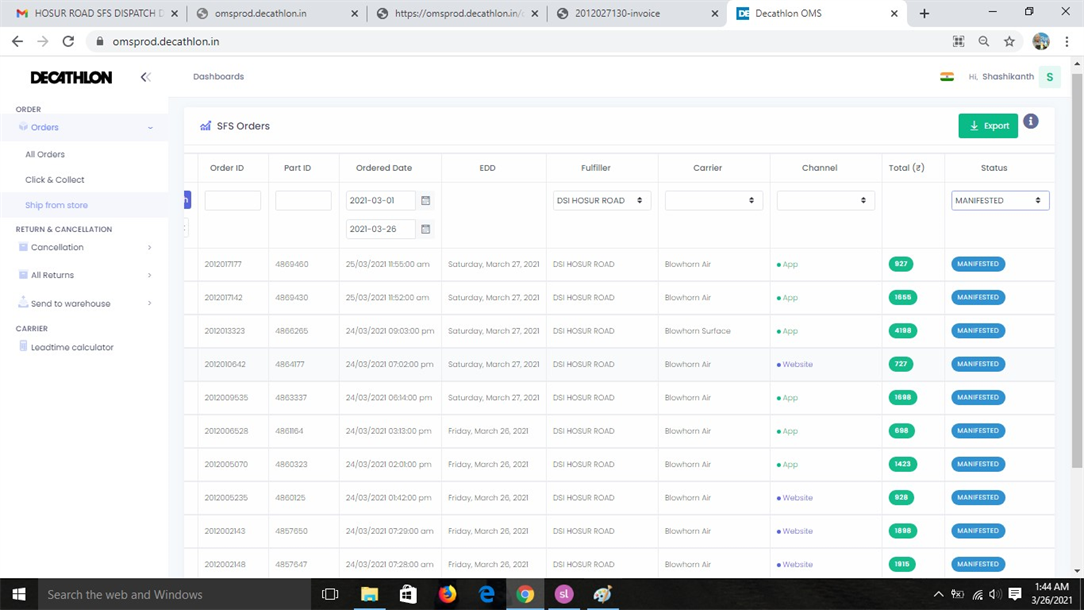 HOSUR ROAD SFS DISPATCH D
omsprod.decathlon.in
https://omsprod.decathlon.in/
2012027130-invoice
Decathlon OMS
omsprod.decathlon.in
DECATHLON
Dashboards
Hi, Shashikanth S
ORDER
Orders
All Orders
Click & Collect
Ship from store
RETURN & CANCELLATION
Cancellation
All Returns
Send to warehouse
CARRIER
Leadtime calculator
SFS Orders
Export
Order ID Part ID Ordered Date EDD Fulfiller Carrier Channel Total (₹) Status
2021-03-01 DSI HOSUR ROAD MANIFESTED
2021-03-26
2012017177 4869460 25/03/2021 11:55:00 am Saturday, March 27, 2021 DSI HOSUR ROAD Blowhorn Air App 927 MANIFESTED
2012017142 4869430 25/03/2021 11:52:00 am Saturday, March 27, 2021 DSI HOSUR ROAD Blowhorn Air App 1655 MANIFESTED
2012013323 4866265 24/03/2021 09:03:00 pm Saturday, March 27, 2021 DSI HOSUR ROAD Blowhorn Surface App 4198 MANIFESTED
2012010642 4864177 24/03/2021 07:02:00 pm Saturday, March 27, 2021 DSI HOSUR ROAD Blowhorn Air Website 727 MANIFESTED
2012009535 4863337 24/03/2021 06:14:00 pm Saturday, March 27, 2021 DSI HOSUR ROAD Blowhorn Air App 1698 MANIFESTED
2012006528 4861164 24/03/2021 03:13:00 pm Friday, March 26, 2021 DSI HOSUR ROAD Blowhorn Air App 698 MANIFESTED
2012005070 4860323 24/03/2021 02:01:00 pm Friday, March 26, 2021 DSI HOSUR ROAD Blowhorn Air App 1423 MANIFESTED
2012005235 4860125 24/03/2021 01:42:00 pm Friday, March 26, 2021 DSI HOSUR ROAD Blowhorn Air Website 928 MANIFESTED
2012002143 4857650 24/03/2021 07:29:00 am Friday, March 26, 2021 DSI HOSUR ROAD Blowhorn Air Website 1898 MANIFESTED
2012002148 4857647 24/03/2021 07:28:00 am Friday, March 26, 2021 DSI HOSUR ROAD Blowhorn Air Website 1915 MANIFESTED
Search the web and Windows
sl
1:44 AM
3/26/2021